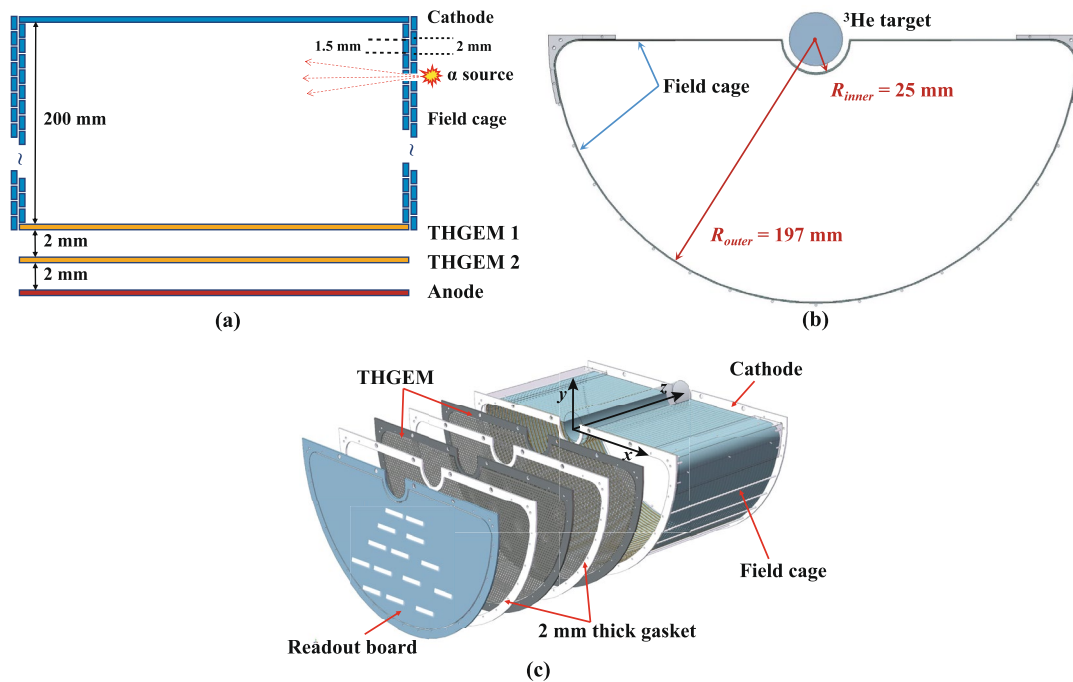 Cathode
1.5 mm
2 mm
α source
200 mm
Field cage
~
~
THGEM 1
2 mm
THGEM 2
2 mm
Anode
(a)
³He target
Field cage
R_inner = 25 mm
R_outer = 197 mm
(b)
THGEM
Cathode
y
z
x
Field cage
2 mm thick gasket
Readout board
(c)